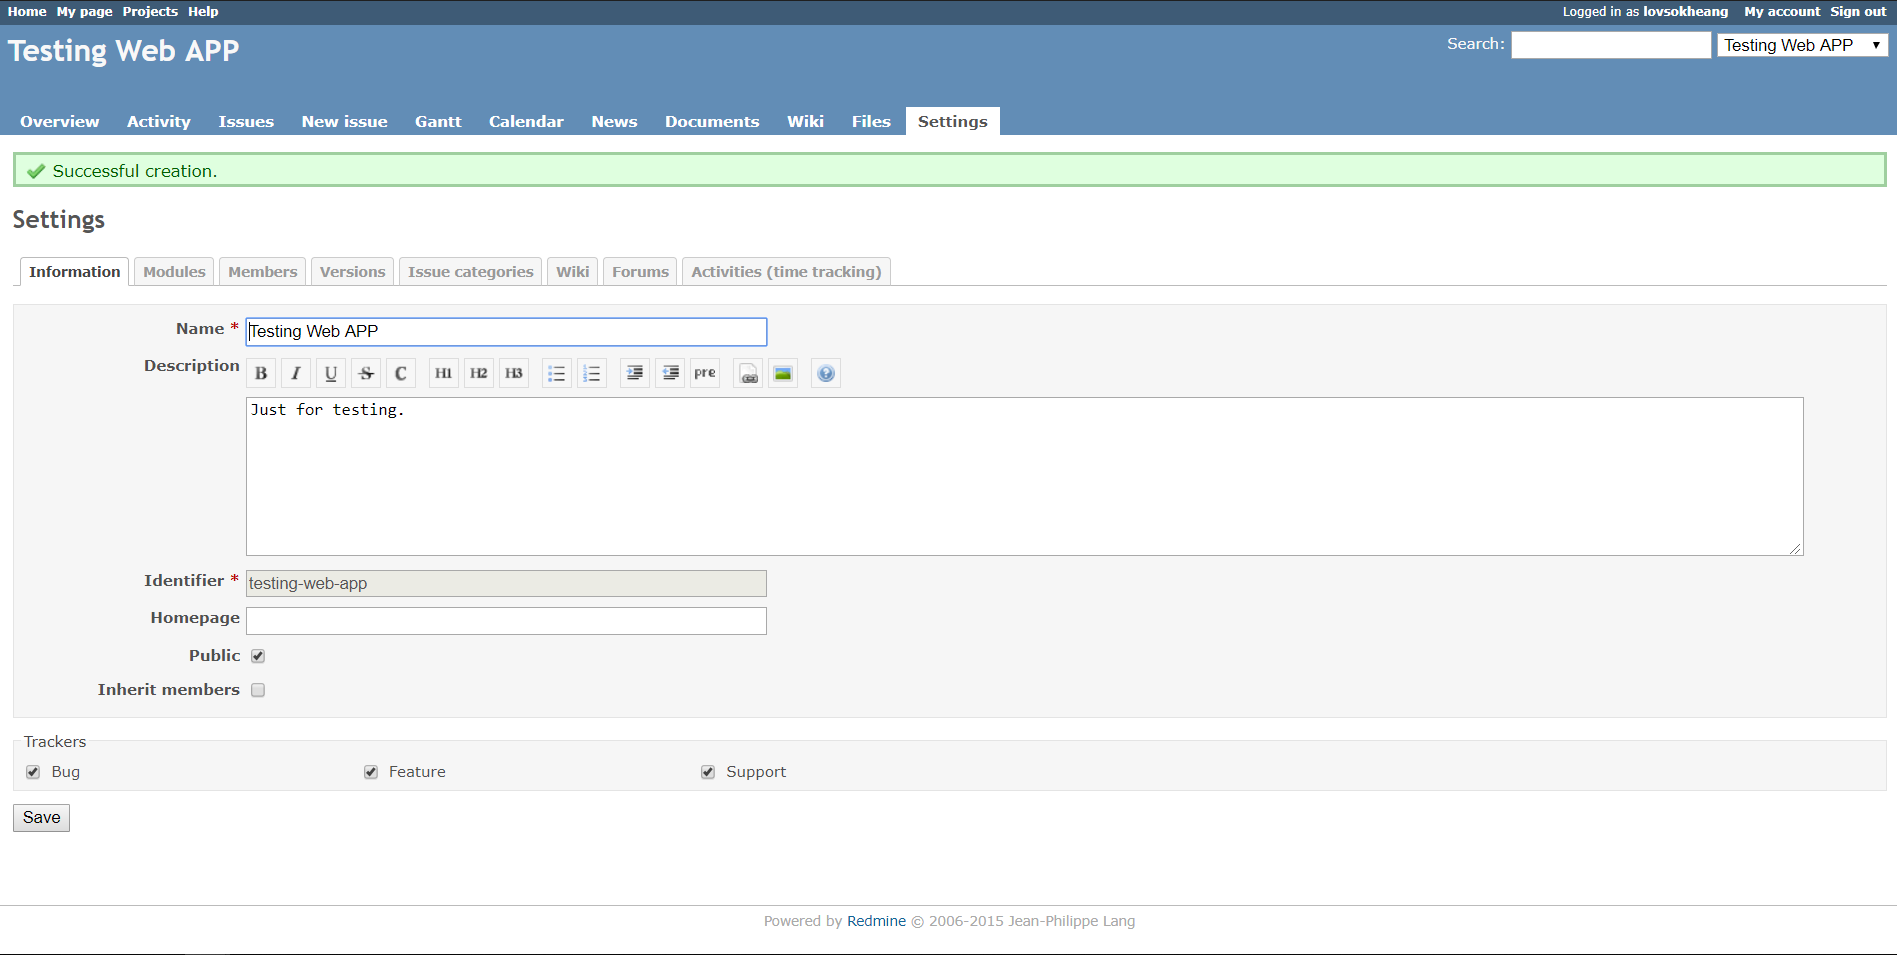 Home My page Projects Help Logged in as lovsokheang My account Sign out
Testing Web APP Search: Testing Web APP
Overview Activity Issues New issue Gantt Calendar News Documents Wiki Files Settings
Successful creation.
Settings
Information Modules Members Versions Issue categories Wiki Forums Activities (time tracking)
Name * Testing Web APP
Description B I U S C H1 H2 H3 pre
Just for testing.
Identifier * testing-web-app
Homepage
Public
Inherit members
Trackers
Bug Feature Support
Save
Powered by Redmine © 2006-2015 Jean-Philippe Lang